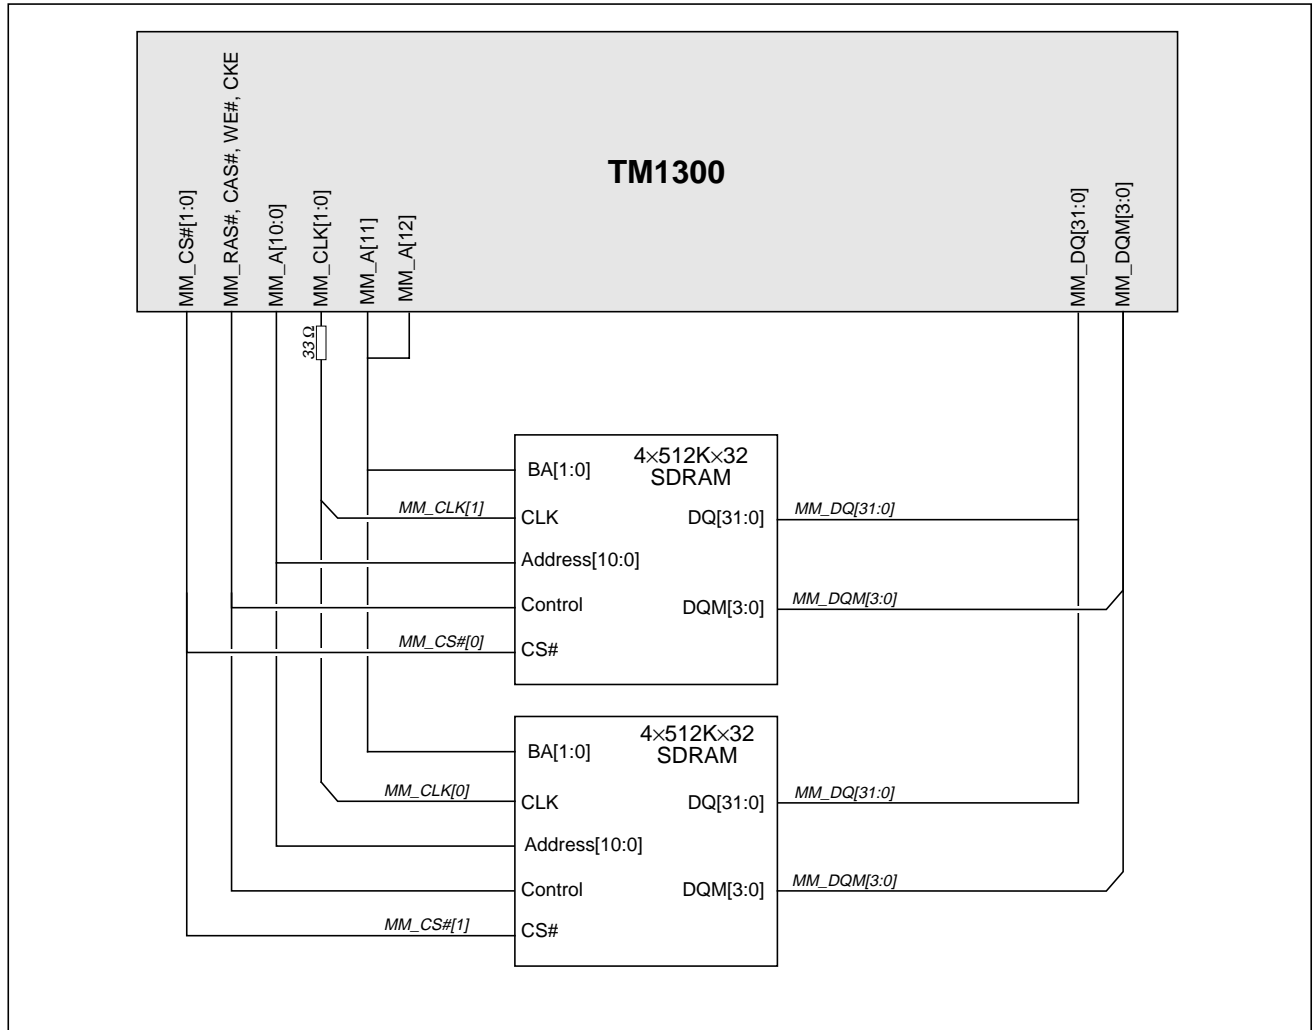 MM_CS#[1:0]
MM_RAS#, CAS#, WE#, CKE
MM_A[10:0]
MM_CLK[1:0]
MM_A[11]
MM_A[12]
TM1300
MM_DQ[31:0]
MM_DQM[3:0]
33 Ω
4×512K×32
SDRAM
BA[1:0]
MM_CLK[1]
CLK
DQ[31:0]
MM_DQ[31:0]
Address[10:0]
Control
DQM[3:0]
MM_DQM[3:0]
MM_CS#[0]
CS#
4×512K×32
SDRAM
BA[1:0]
MM_CLK[0]
CLK
DQ[31:0]
MM_DQ[31:0]
Address[10:0]
Control
DQM[3:0]
MM_DQM[3:0]
MM_CS#[1]
CS#